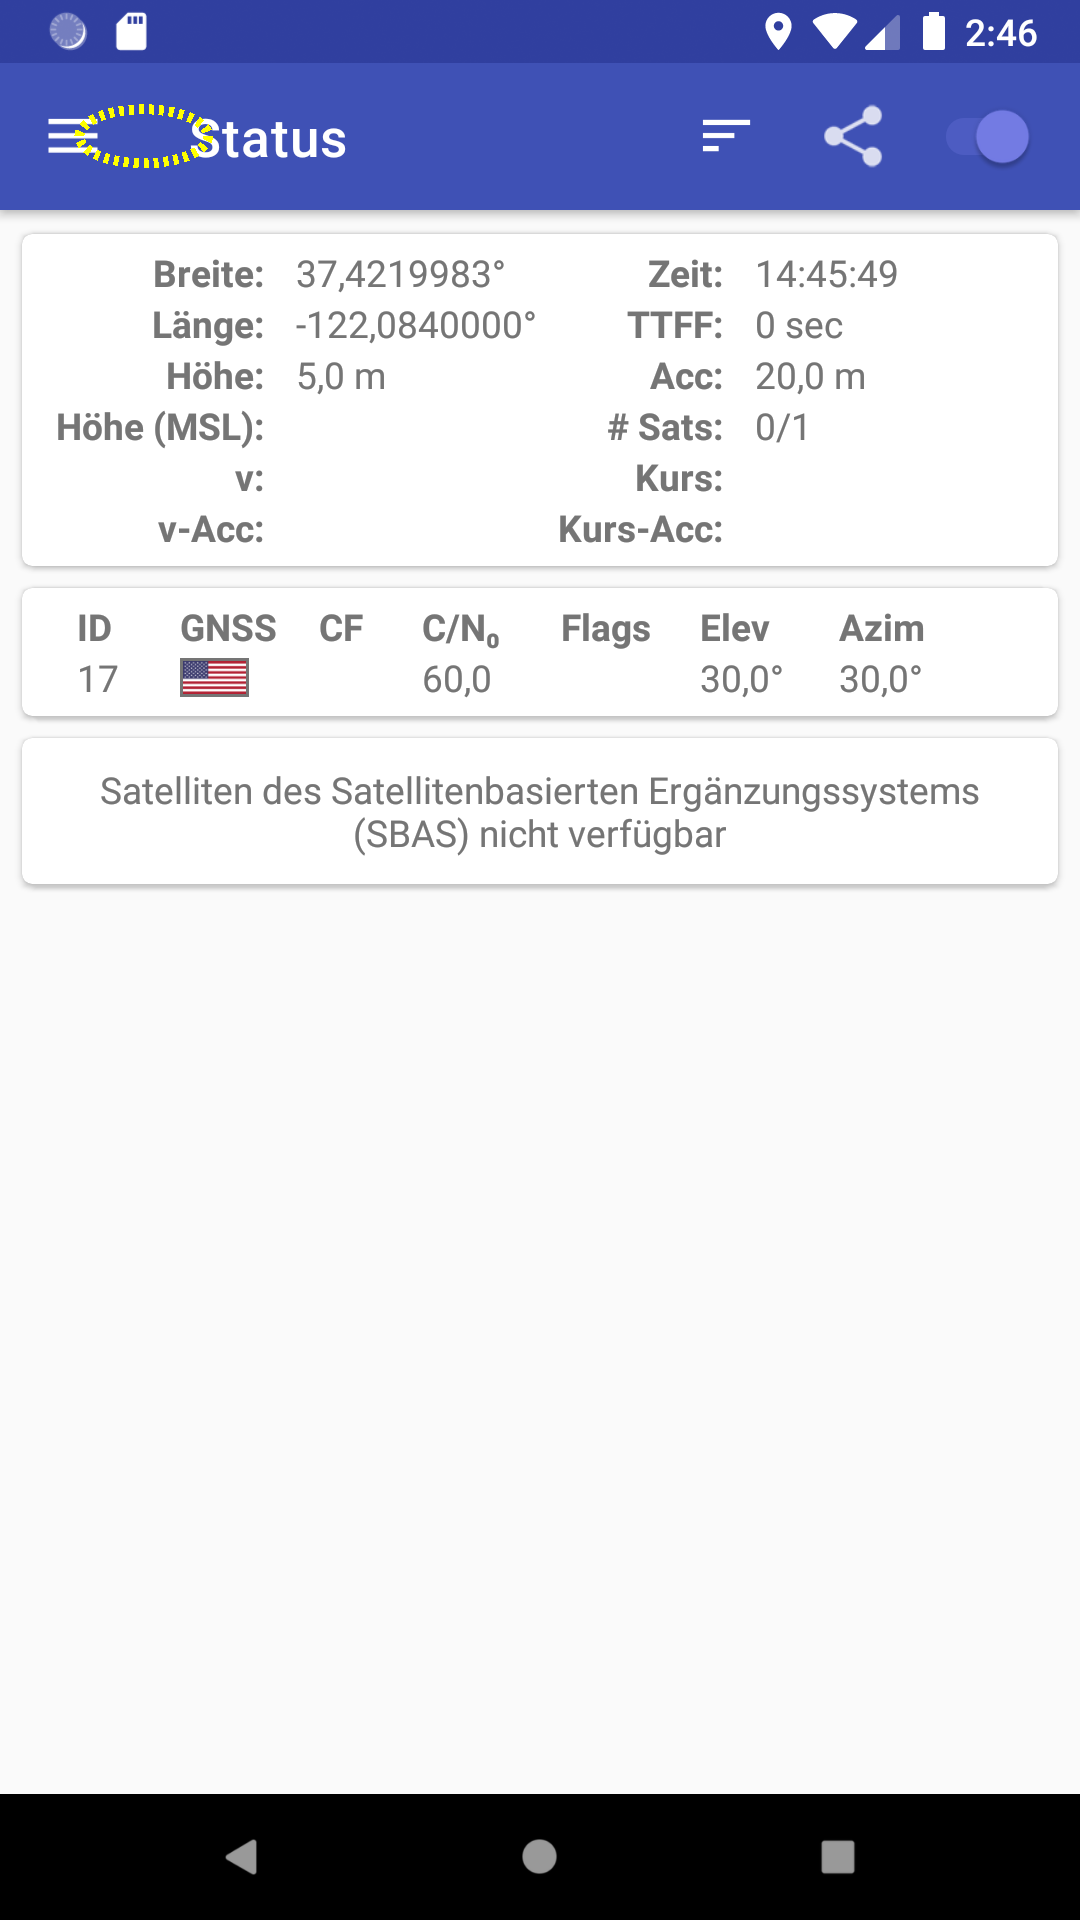 2:46
Status
Breite: 37,4219983° Zeit: 14:45:49
Länge: -122,0840000° TTFF: 0 sec
Höhe: 5,0 m Acc: 20,0 m
Höhe (MSL): # Sats: 0/1
v: Kurs:
v-Acc: Kurs-Acc:
ID GNSS CF C/N₀ Flags Elev Azim
17 60,0 30,0° 30,0°
Satelliten des Satellitenbasierten Ergänzungssystems
(SBAS) nicht verfügbar